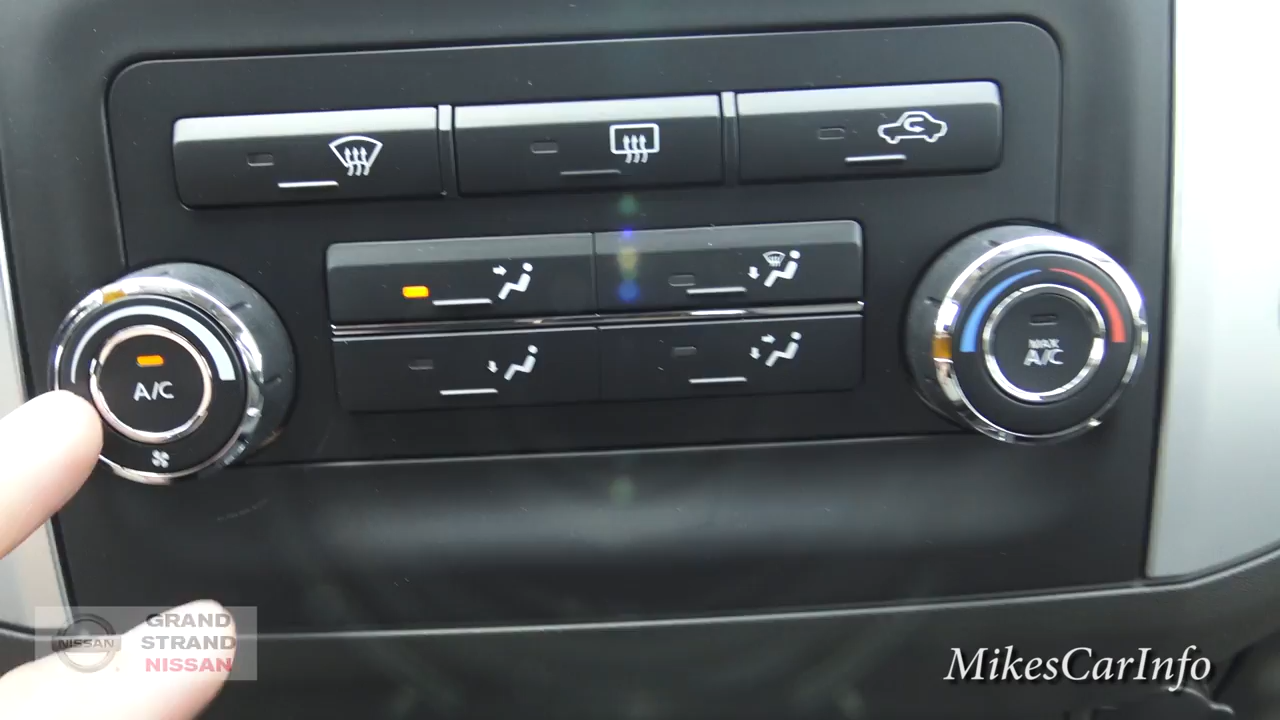 A/C
MAX
A/C
NISSAN
GRAND
STRAND
NISSAN
MikesCarInfo